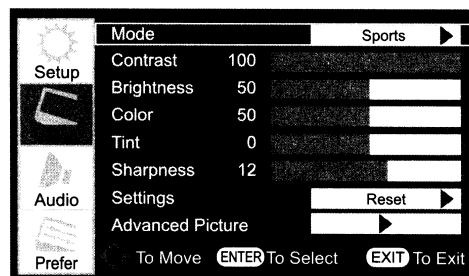 Setup
Audio
Prefer
Mode Sports
Contrast 100
Brightness 50
Color 50
Tint 0
Sharpness 12
Settings Reset
Advanced Picture
To Move ENTER To Select EXIT To Exit